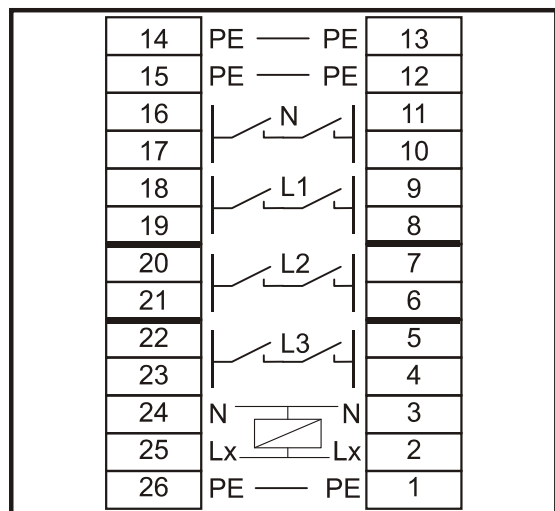 14 PE PE 13
15 PE PE 12
16 11
N
17 10
18 9
L1
19 8
20 7
L2
21 6
22 5
L3
23 4
24 N N 3
25 Lx Lx 2
26 PE PE 1